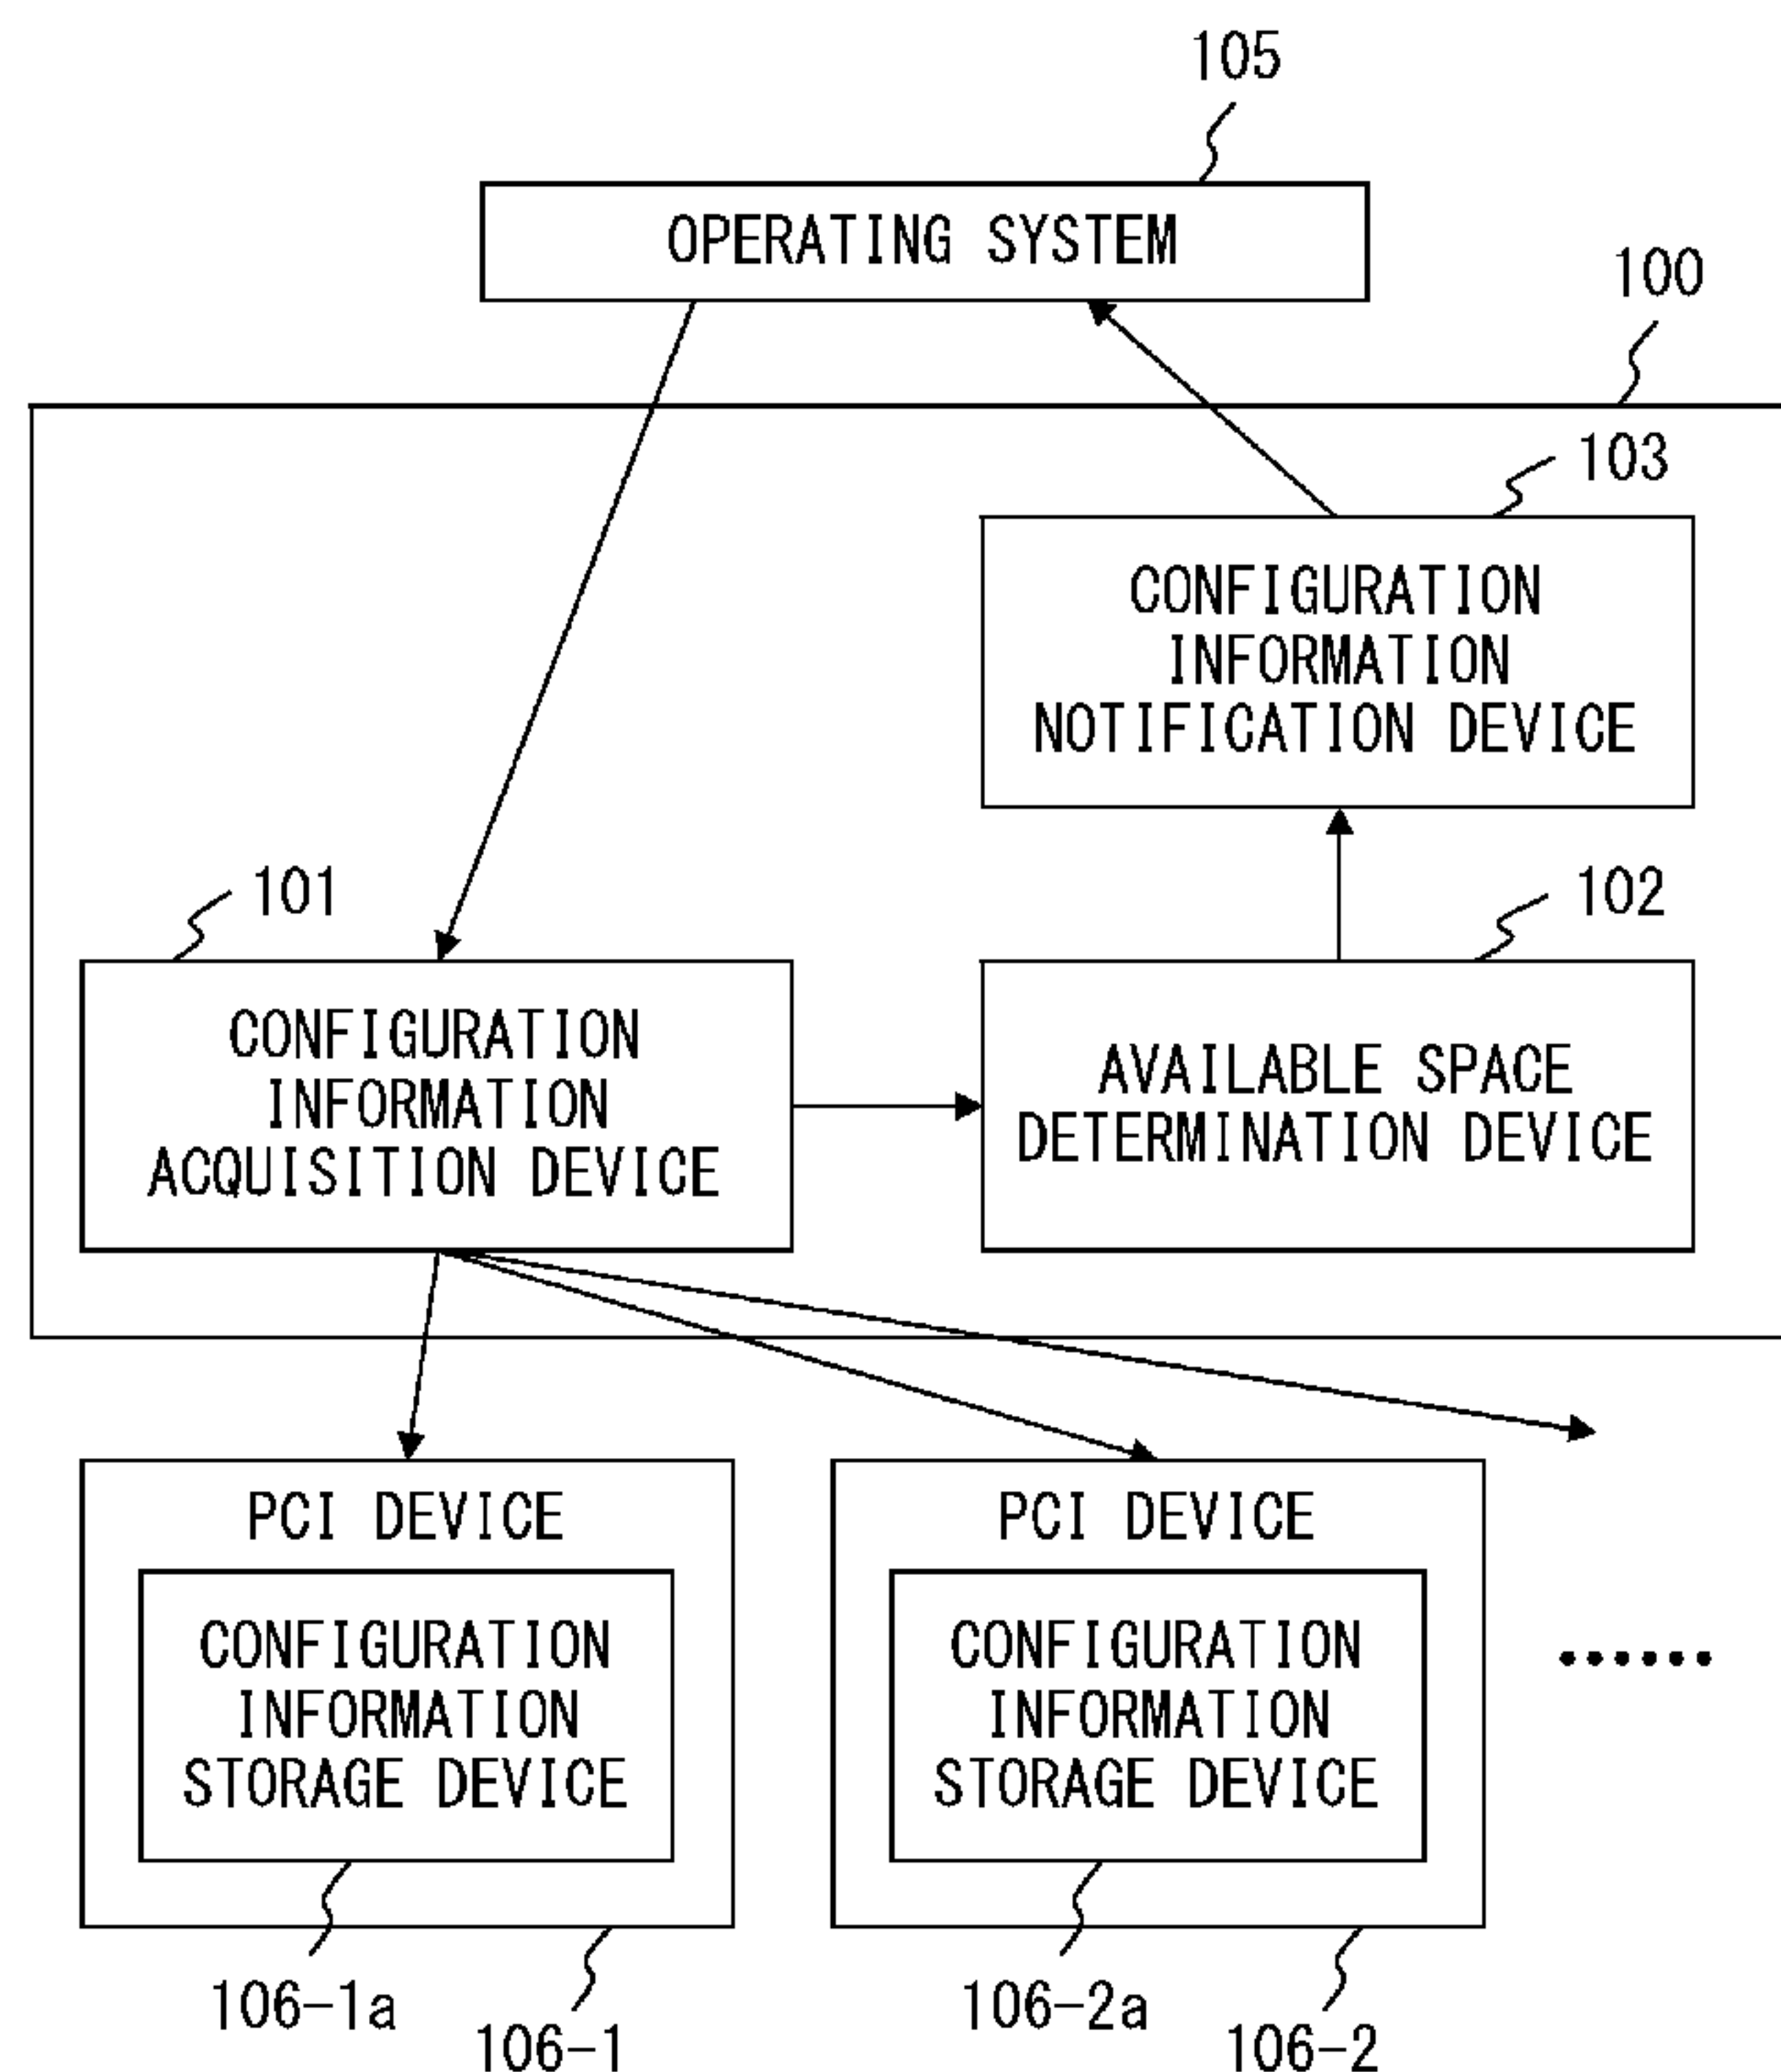 105
OPERATING SYSTEM
100
103
CONFIGURATION
INFORMATION
NOTIFICATION DEVICE
101
102
CONFIGURATION
INFORMATION
ACQUISITION DEVICE
AVAILABLE SPACE
DETERMINATION DEVICE
PCI DEVICE
PCI DEVICE
CONFIGURATION
INFORMATION
STORAGE DEVICE
CONFIGURATION
INFORMATION
STORAGE DEVICE
......
106-1a
106-1
106-2a
106-2